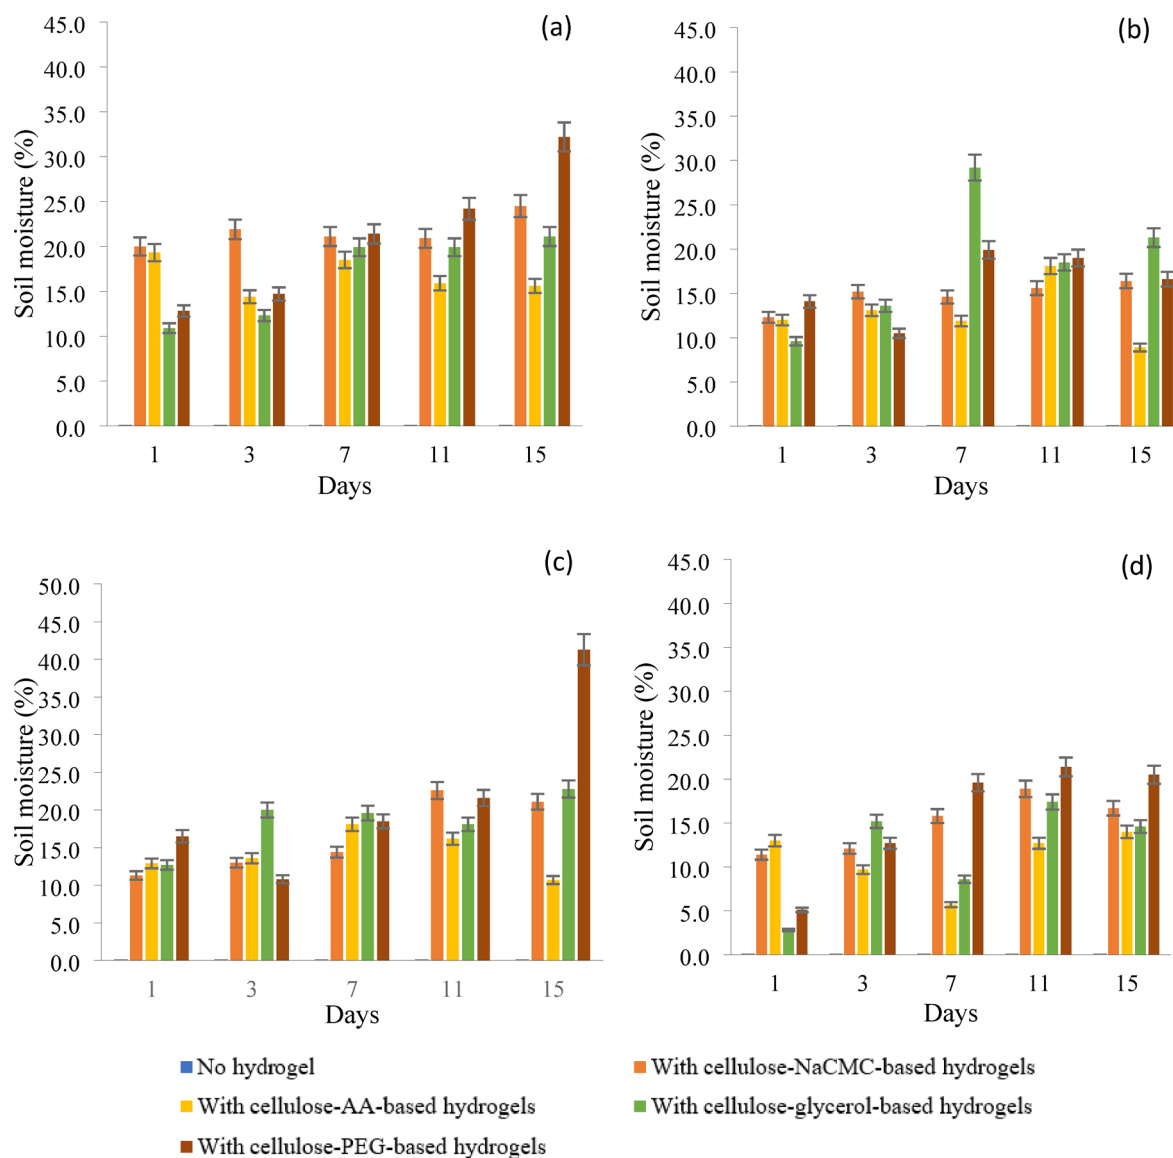 (a)
45.0
40.0
35.0
30.0
25.0
20.0
15.0
10.0
5.0
0.0
Soil moisture (%)
1 3 7 11 15
Days
(b)
45.0
40.0
35.0
30.0
25.0
20.0
15.0
10.0
5.0
0.0
Soil moisture (%)
1 3 7 11 15
Days
(c)
50.0
45.0
40.0
35.0
30.0
25.0
20.0
15.0
10.0
5.0
0.0
Soil moisture (%)
1 3 7 11 15
Days
(d)
45.0
40.0
35.0
30.0
25.0
20.0
15.0
10.0
5.0
0.0
Soil moisture (%)
1 3 7 11 15
Days
No hydrogel
With cellulose-NaCMC-based hydrogels
With cellulose-AA-based hydrogels
With cellulose-glycerol-based hydrogels
With cellulose-PEG-based hydrogels